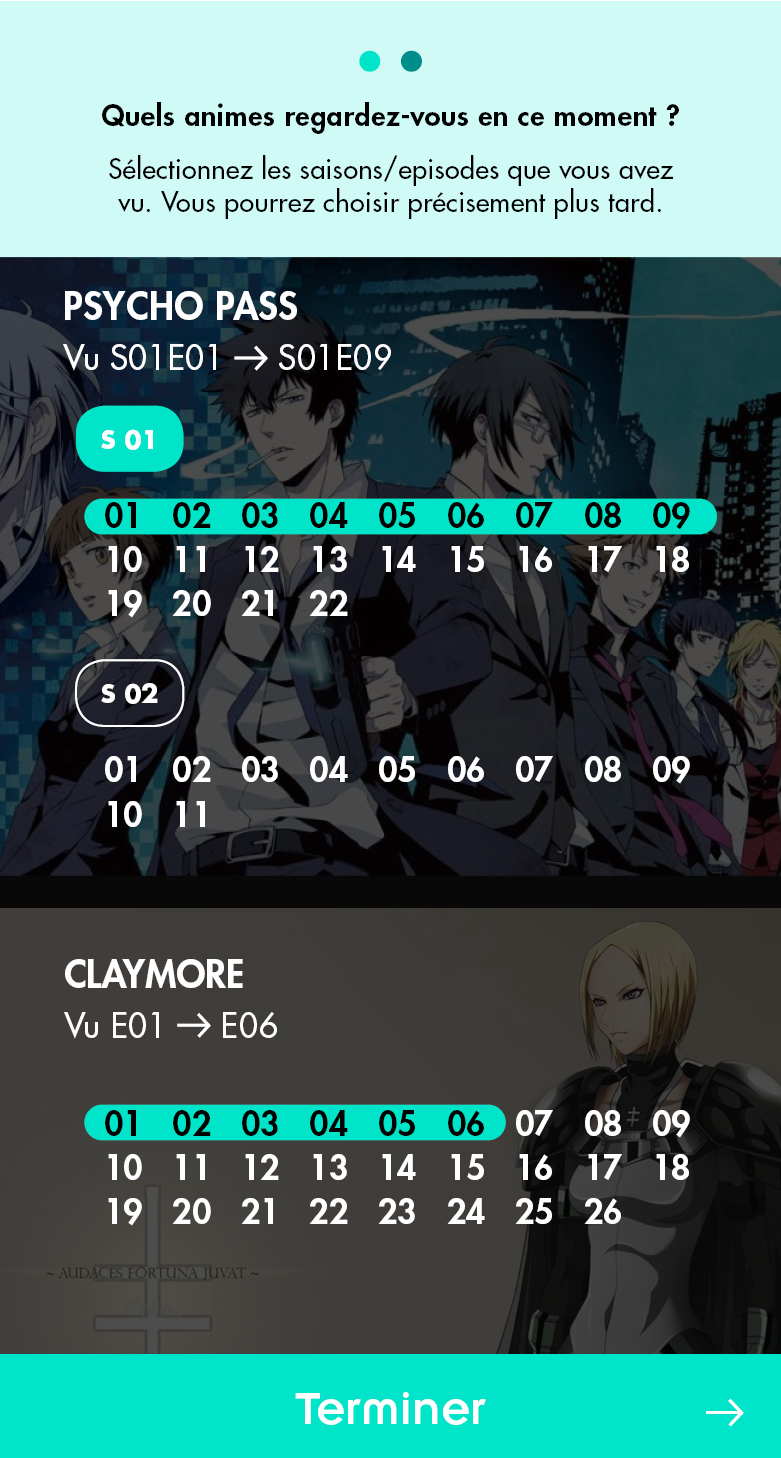 Quels animes regardez-vous en ce moment ?
Sélectionnez les saisons/episodes que vous avez
vu. Vous pourrez choisir précisement plus tard.
PSYCHO PASS
Vu S01E01 → S01E09
S 01
01 02 03 04 05 06 07 08 09
10 11 12 13 14 15 16 17 18
19 20 21 22
S 02
01 02 03 04 05 06 07 08 09
10 11
CLAYMORE
Vu E01 → E06
01 02 03 04 05 06 07 08 09
10 11 12 13 14 15 16 17 18
19 20 21 22 23 24 25 26
~ AUDACES FORTUNA JUVAT ~
Terminer →